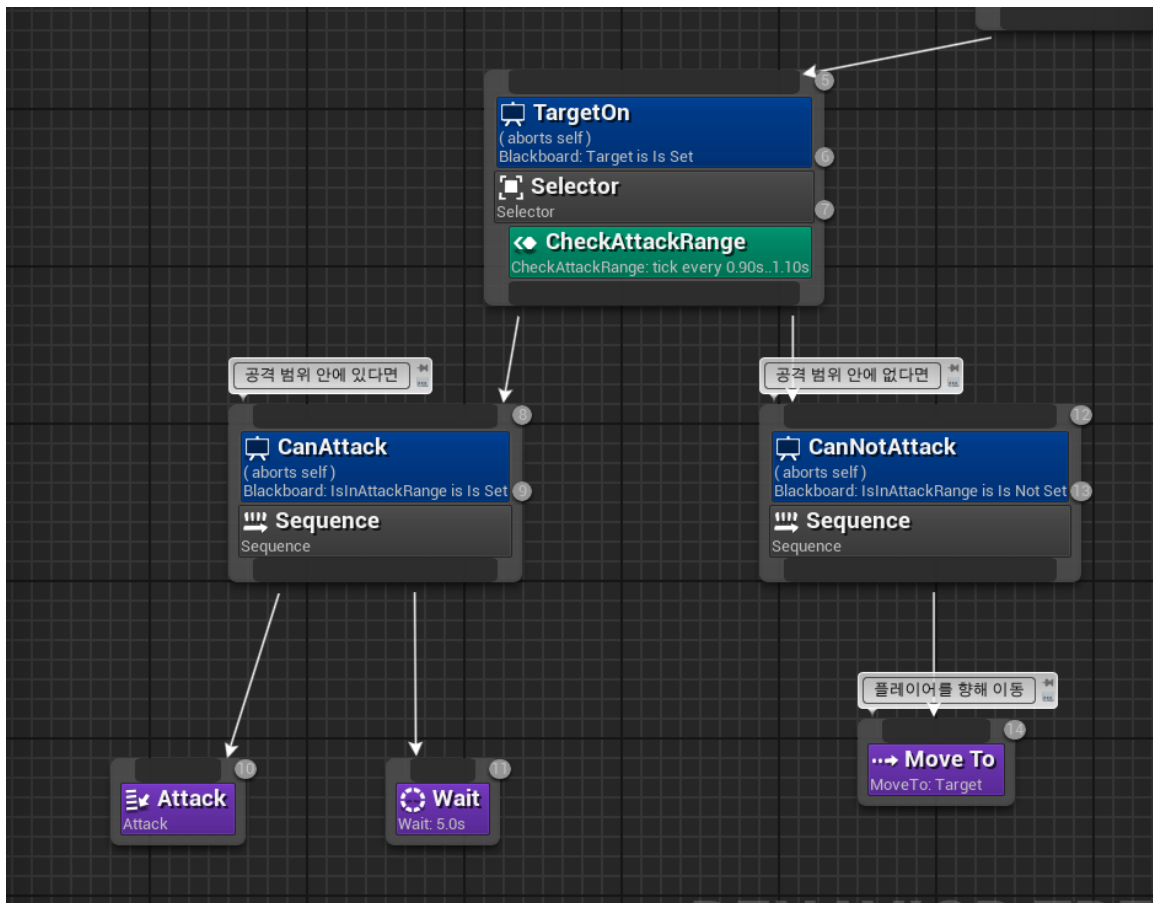 5
TargetOn
( aborts self )
Blackboard: Target is Is Set
6
Selector
Selector
7
CheckAttackRange
CheckAttackRange: tick every 0.90s..1.10s
공격 범위 안에 있다면
8
CanAttack
( aborts self )
Blackboard: IsInAttackRange is Is Set
9
Sequence
Sequence
공격 범위 안에 없다면
12
CanNotAttack
( aborts self )
Blackboard: IsInAttackRange is Is Not Set
13
Sequence
Sequence
10
Attack
Attack
11
Wait
Wait: 5.0s
플레이어를 향해 이동
14
Move To
MoveTo: Target